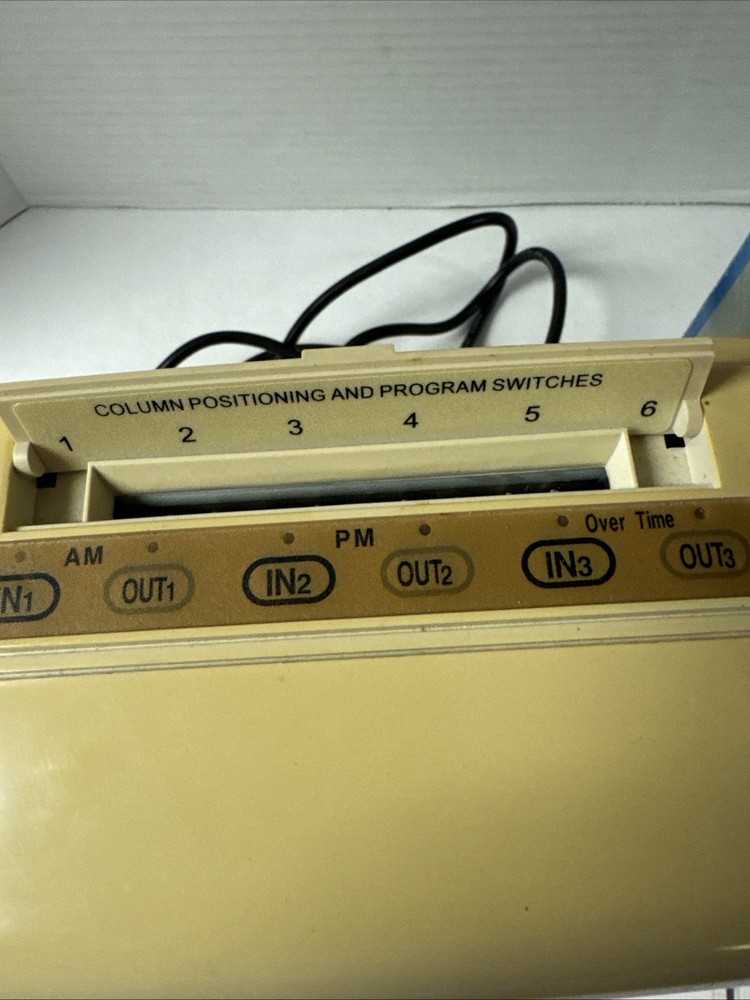 COLUMN POSITIONING AND PROGRAM SWITCHES
1 2 3 4 5 6
AM PM Over Time
IN1 OUT1 IN2 OUT2 IN3 OUT3